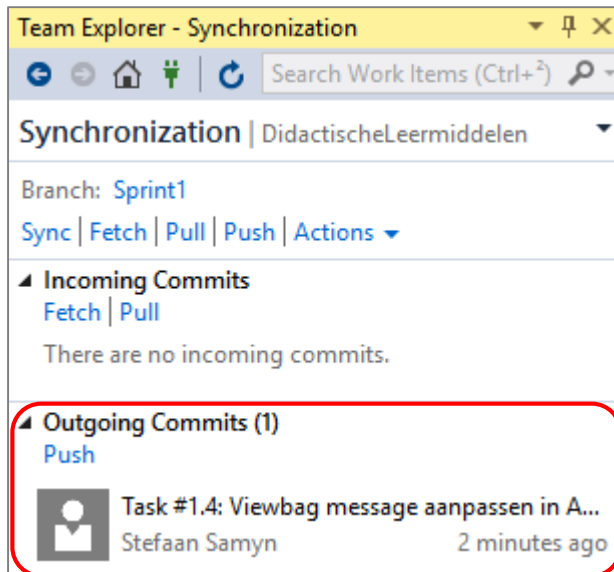 Team Explorer - Synchronization
Search Work Items (Ctrl+²)
Synchronization | DidactischeLeermiddelen
Branch: Sprint1
Sync | Fetch | Pull | Push | Actions
Incoming Commits
Fetch | Pull
There are no incoming commits.
Outgoing Commits (1)
Push
Task #1.4: Viewbag message aanpassen in A...
Stefaan Samyn 2 minutes ago